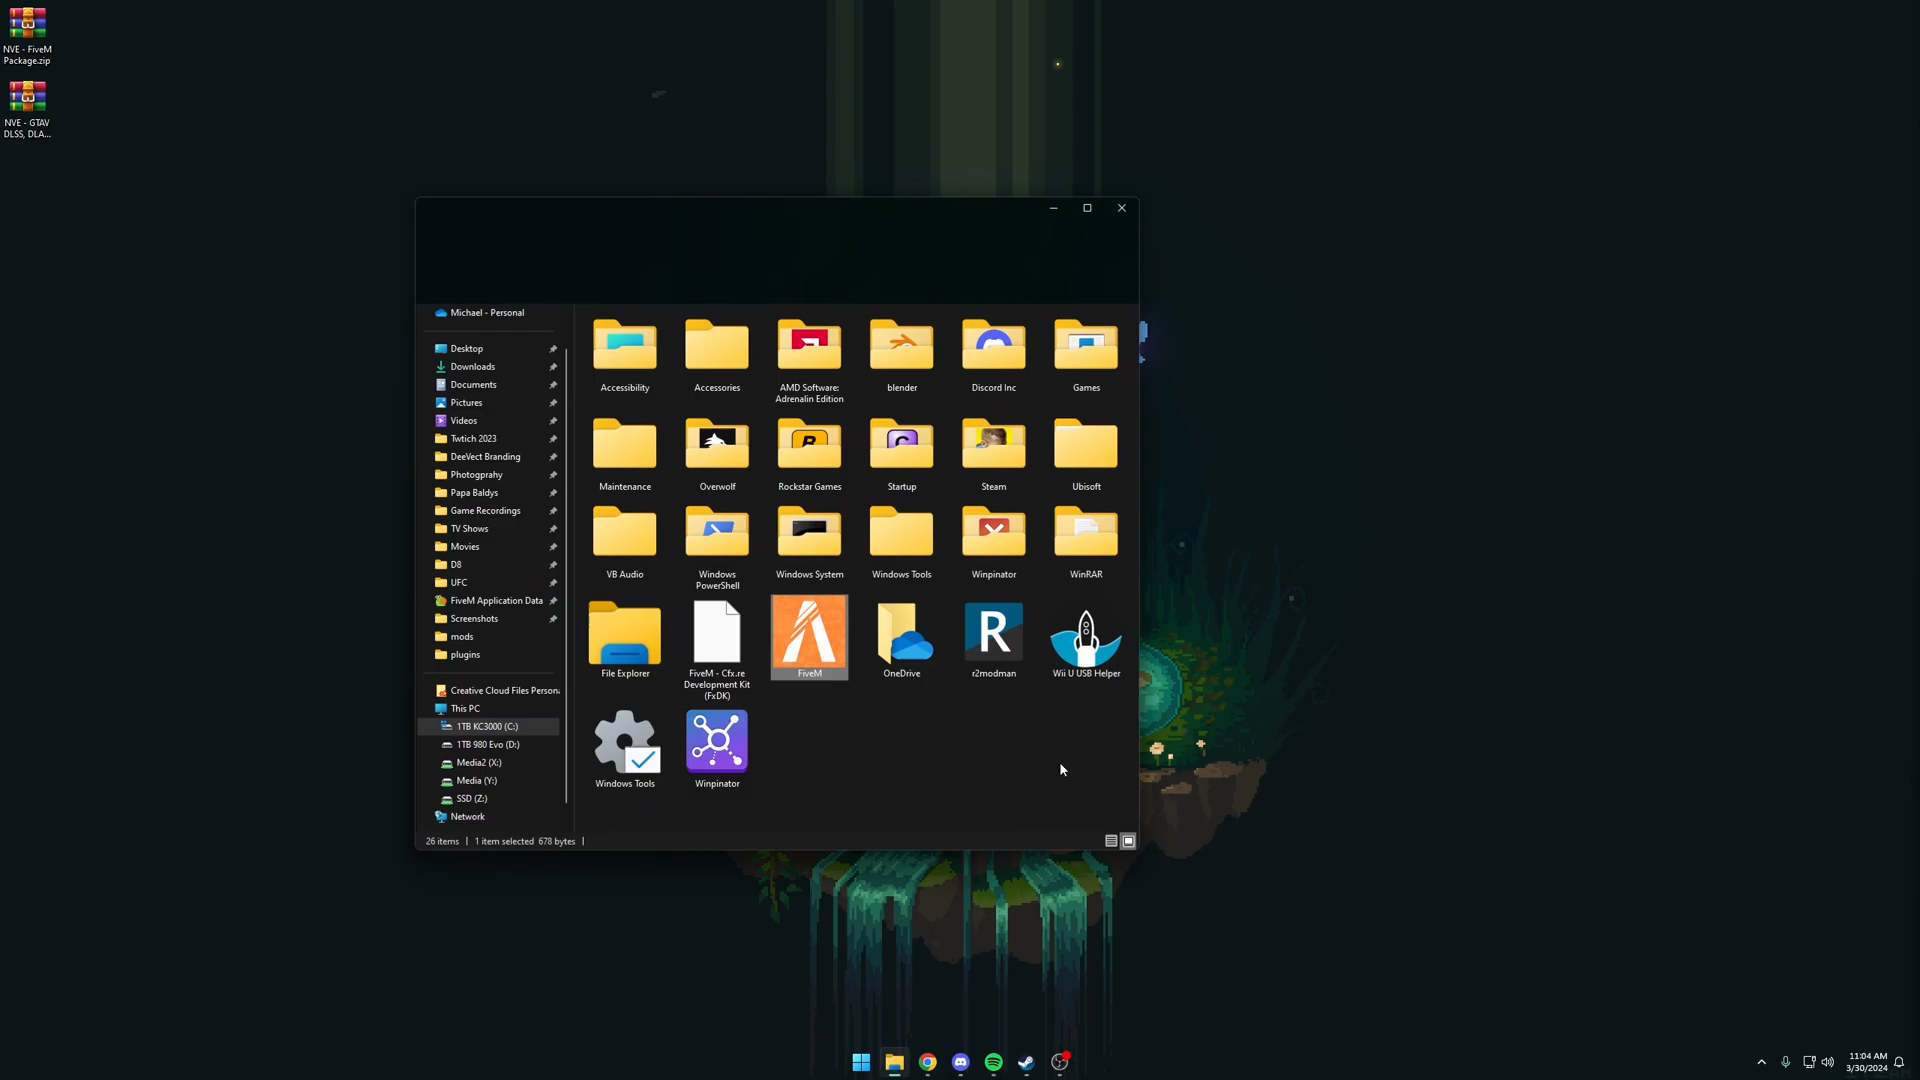 NVE - FiveM
Package.zip
NVE - GTAV
DLSS, DLA...
Michael - Personal
Desktop
Downloads
Documents
Pictures
Videos
Twtich 2023
DeeVect Branding
Photograprhy
Papa Baldys
Game Recordings
TV Shows
Movies
D8
UFC
FiveM Application Data
Screenshots
mods
plugins
Creative Cloud Files Persona
This PC
1TB KC3000 (C:)
1TB 980 Evo (D:)
Media2 (X:)
Media (Y:)
SSD (Z:)
Network
Accessibility
Accessories
AMD Software:
Adrenalin Edition
blender
Discord Inc
Games
Maintenance
Overwolf
Rockstar Games
Startup
Steam
Ubisoft
VB Audio
Windows
PowerShell
Windows System
Windows Tools
Winpinator
WinRAR
File Explorer
FiveM - Cfx.re
Development Kit
(FxDK)
FiveM
OneDrive
R
r2modman
Wii U USB Helper
Windows Tools
Winpinator
26 items
1 item selected 678 bytes
11:04 AM
3/30/2024